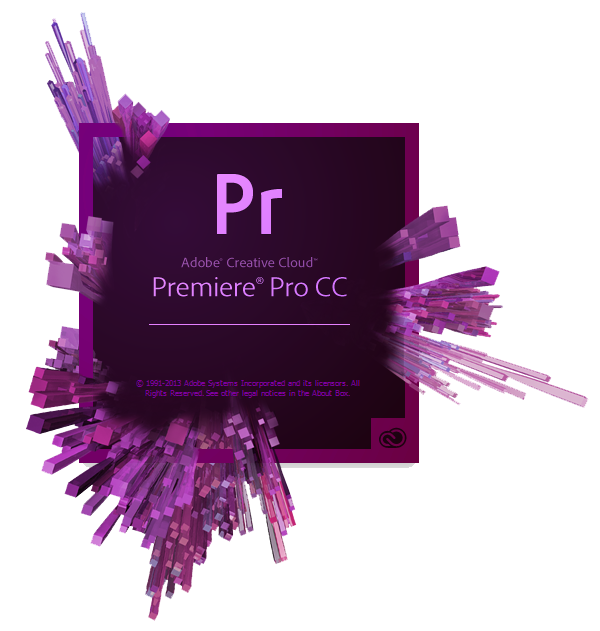 Pr
Adobe® Creative Cloud™
Premiere® Pro CC
© 1991-2013 Adobe Systems Incorporated and its licensors. All
Rights Reserved. See other legal notices in the About Box.